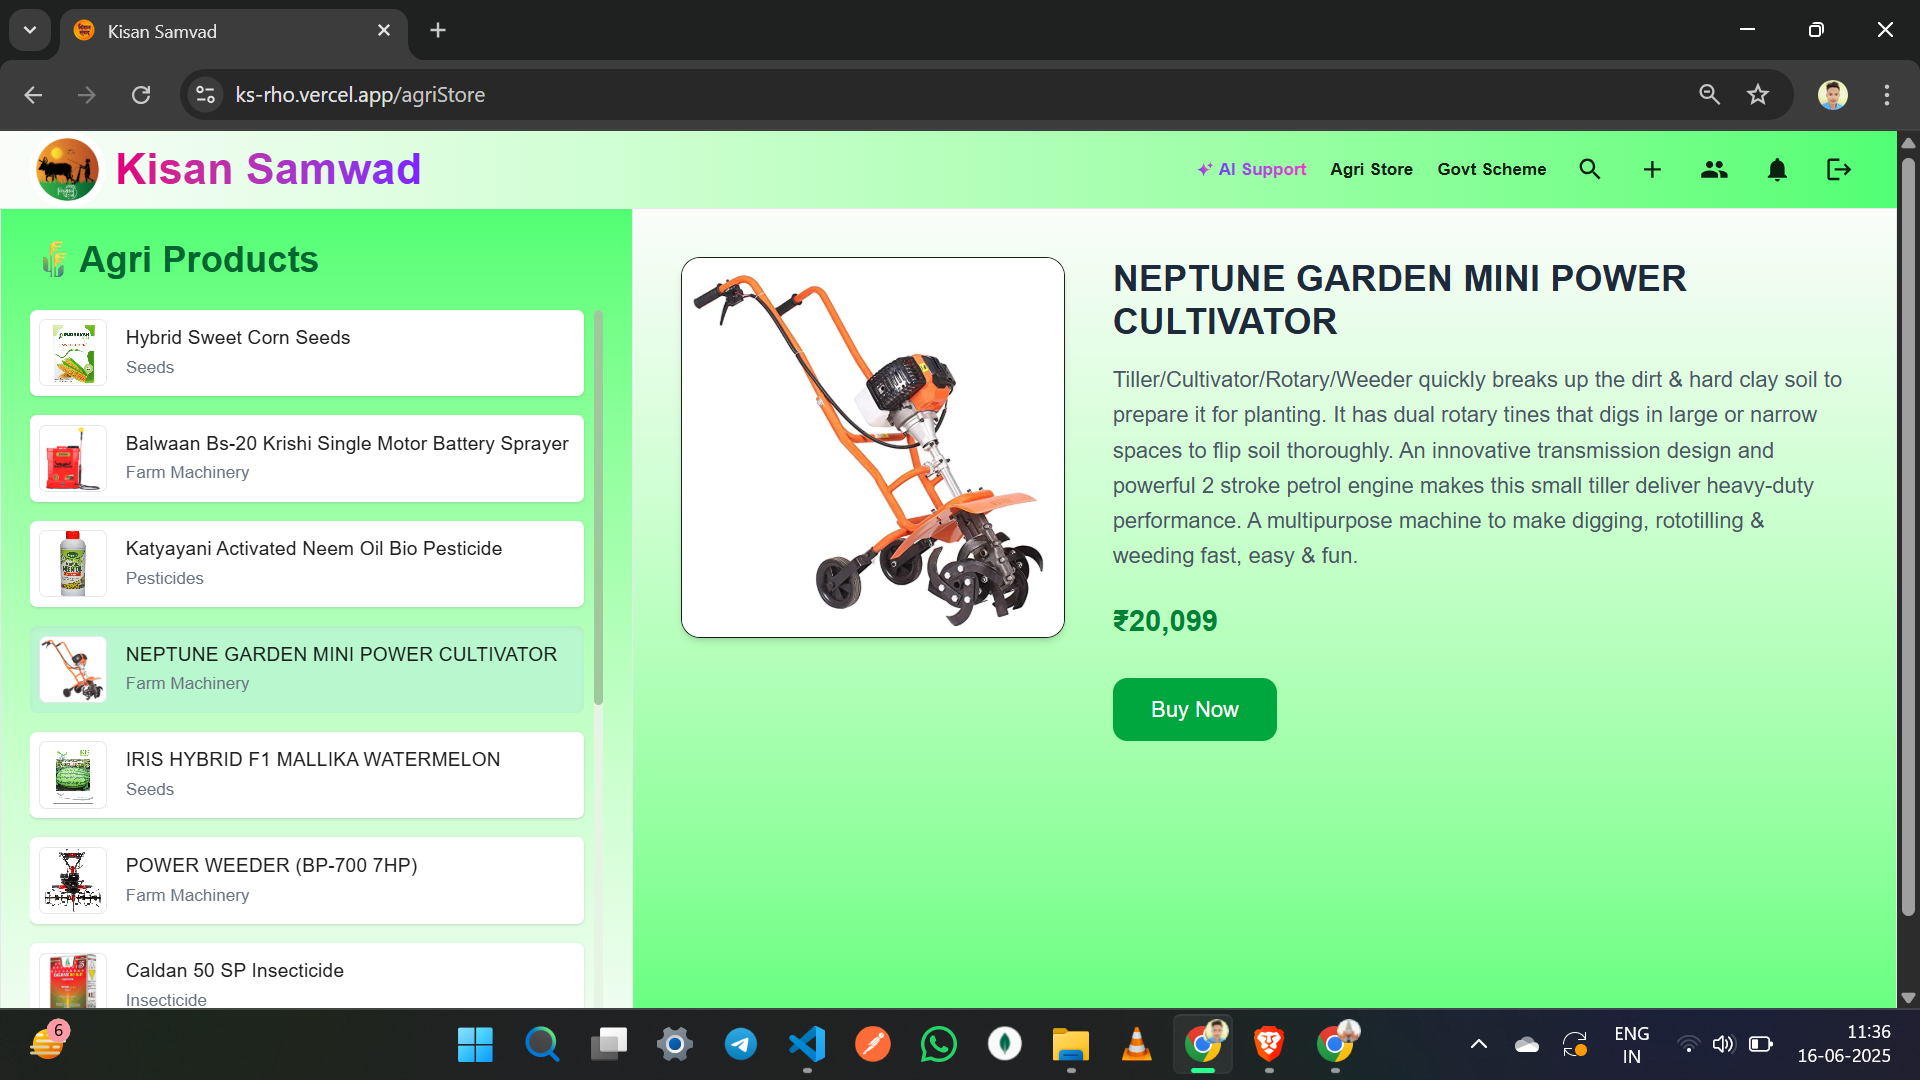 Kisan Samvad
ks-rho.vercel.app/agriStore
Kisan Samwad
AI Support
Agri Store
Govt Scheme
Agri Products
Hybrid Sweet Corn Seeds
Seeds
Balwaan Bs-20 Krishi Single Motor Battery Sprayer
Farm Machinery
Katyayani Activated Neem Oil Bio Pesticide
Pesticides
NEPTUNE GARDEN MINI POWER CULTIVATOR
Farm Machinery
IRIS HYBRID F1 MALLIKA WATERMELON
Seeds
POWER WEEDER (BP-700 7HP)
Farm Machinery
Caldan 50 SP Insecticide
Insecticide
NEPTUNE GARDEN MINI POWER
CULTIVATOR
Tiller/Cultivator/Rotary/Weeder quickly breaks up the dirt & hard clay soil to
prepare it for planting. It has dual rotary tines that digs in large or narrow
spaces to flip soil thoroughly. An innovative transmission design and
powerful 2 stroke petrol engine makes this small tiller deliver heavy-duty
performance. A multipurpose machine to make digging, rototilling &
weeding fast, easy & fun.
₹20,099
Buy Now
6
ENG
IN
11:36
16-06-2025